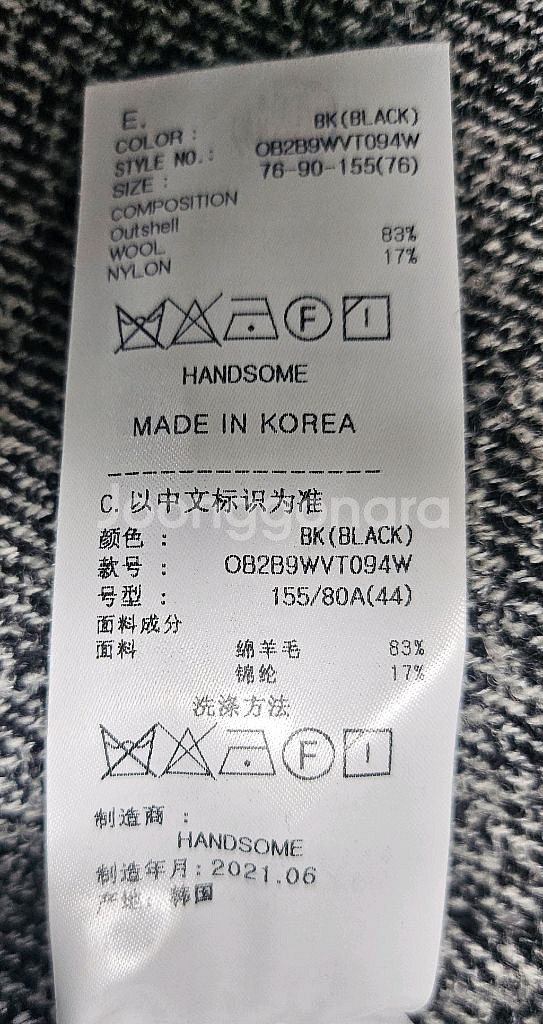 E.
COLOR : BK(BLACK)
STYLE NO.: OB2B9WVT094W
SIZE : 76-90-155(76)
COMPOSITION
Outshell
WOOL 83%
NYLON 17%
F
HANDSOME
MADE IN KOREA
C.以中文标识为准
Joonggonara
颜色 : BK(BLACK)
款号 : OB2B9WVT094W
号型 : 155/80A(44)
面料成分
面料 绵羊毛 83%
锦纶 17%
洗涤方法
F
制造商 :
HANDSOME
制造年月: 2021.06
产地: 韩国